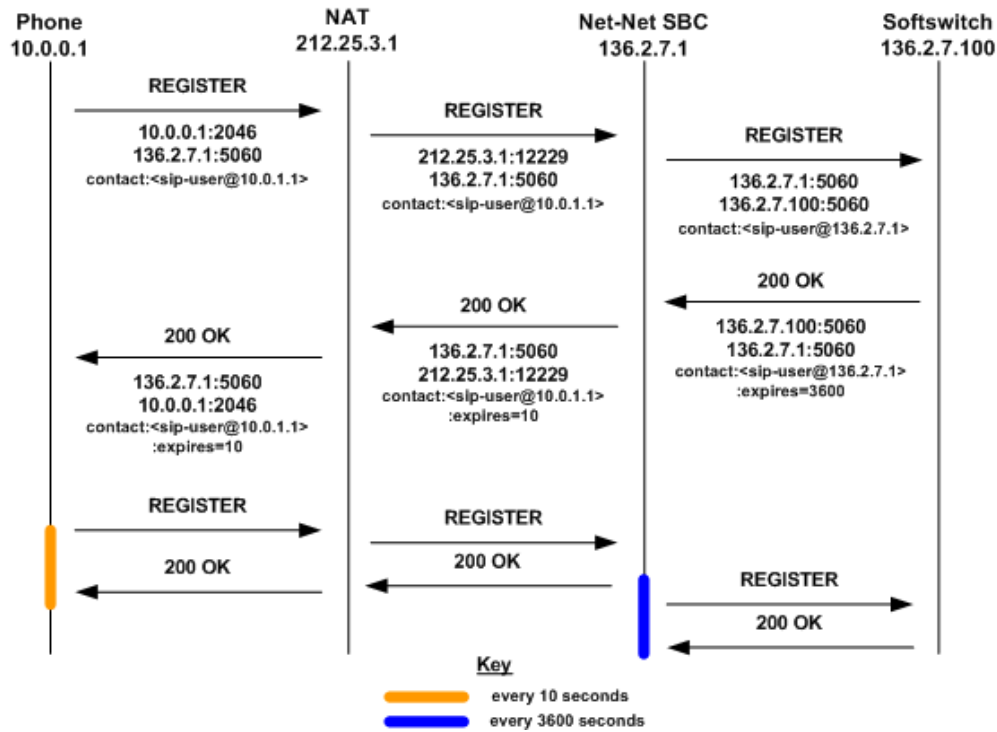 Phone
10.0.0.1
NAT
212.25.3.1
Net-Net SBC
136.2.7.1
Softswitch
136.2.7.100
REGISTER
10.0.0.1:2046
136.2.7.1:5060
contact:<sip-user@10.0.1.1>
REGISTER
212.25.3.1:12229
136.2.7.1:5060
contact:<sip-user@10.0.1.1>
REGISTER
136.2.7.1:5060
136.2.7.100:5060
contact:<sip-user@136.2.7.1>
200 OK
136.2.7.100:5060
136.2.7.1:5060
contact:<sip-user@136.2.7.1>
:expires=3600
200 OK
136.2.7.1:5060
212.25.3.1:12229
contact:<sip-user@10.0.1.1>
:expires=10
200 OK
136.2.7.1:5060
10.0.0.1:2046
contact:<sip-user@10.0.1.1>
:expires=10
REGISTER
REGISTER
200 OK
200 OK
REGISTER
200 OK
Key
every 10 seconds
every 3600 seconds